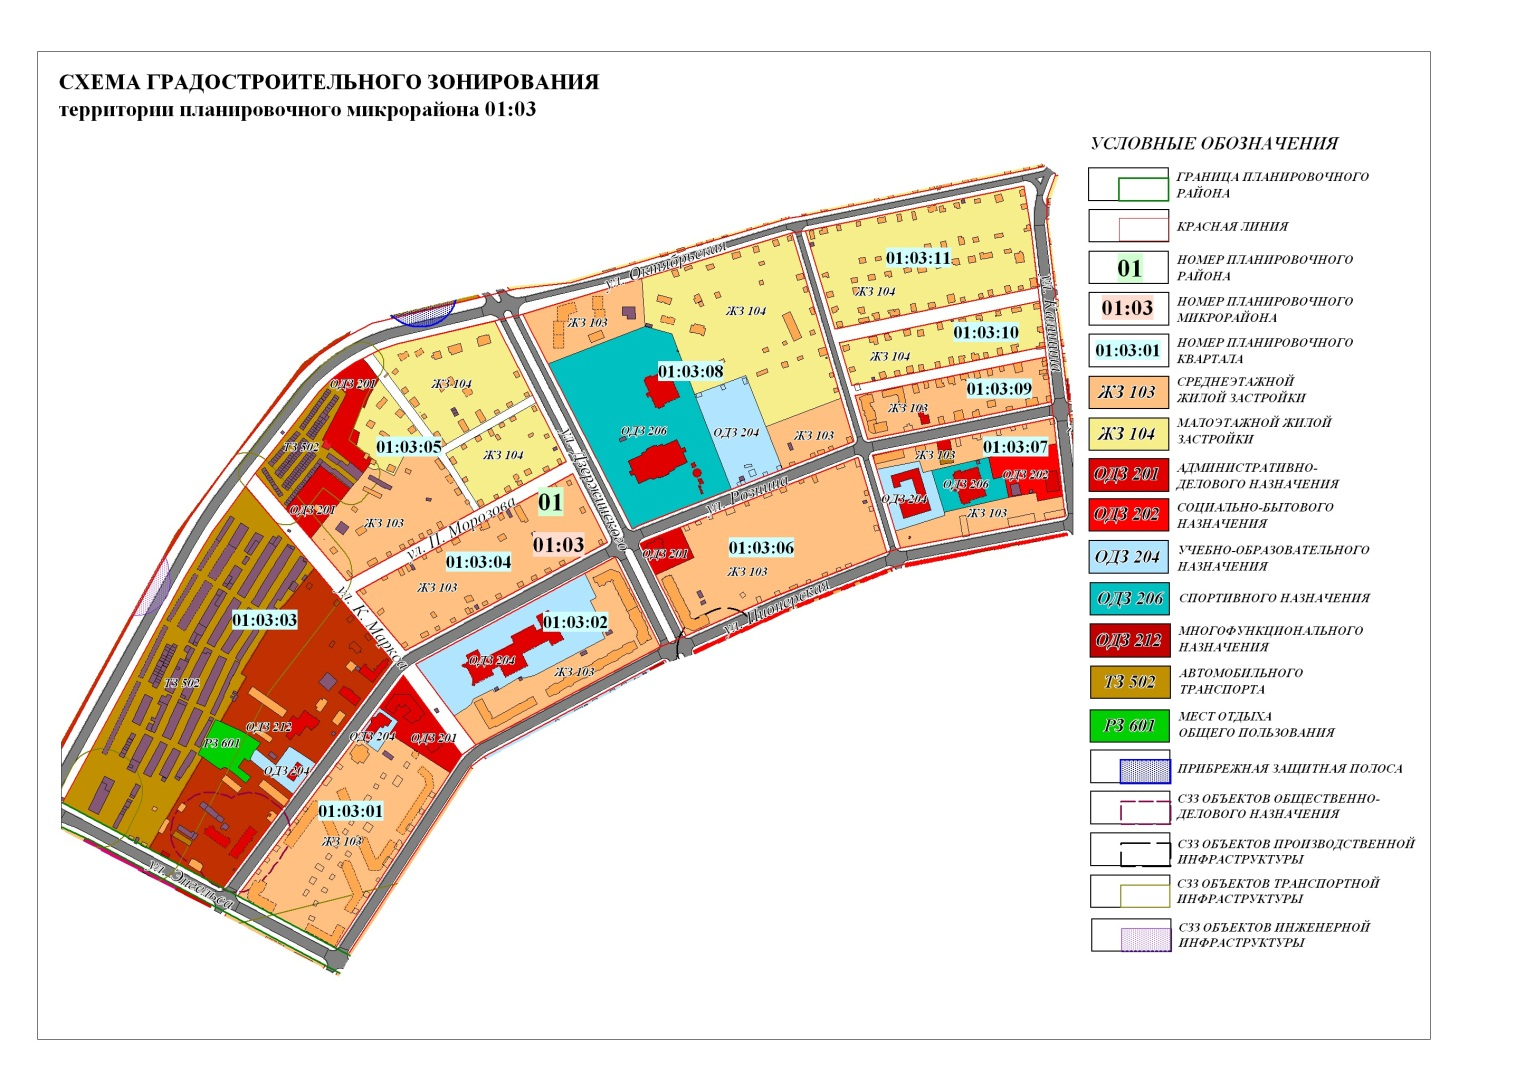 СХЕМА ГРАДОСТРОИТЕЛЬНОГО ЗОНИРОВАНИЯ
территории планировочного микрорайона 01:03
УСЛОВНЫЕ ОБОЗНАЧЕНИЯ
ГРАНИЦА ПЛАНИРОВОЧНОГО
РАЙОНА
КРАСНАЯ ЛИНИЯ
01
НОМЕР ПЛАНИРОВОЧНОГО
РАЙОНА
01:03
НОМЕР ПЛАНИРОВОЧНОГО
МИКРОРАЙОНА
01:03:01
НОМЕР ПЛАНИРОВОЧНОГО
КВАРТАЛА
ЖЗ 103
СРЕДНЕЭТАЖНОЙ
ЖИЛОЙ ЗАСТРОЙКИ
ЖЗ 104
МАЛОЭТАЖНОЙ ЖИЛОЙ
ЗАСТРОЙКИ
ОДЗ 201
АДМИНИСТРАТИВНО-
ДЕЛОВОГО НАЗНАЧЕНИЯ
ОДЗ 202
СОЦИАЛЬНО-БЫТОВОГО
НАЗНАЧЕНИЯ
ОДЗ 204
УЧЕБНО-ОБРАЗОВАТЕЛЬНОГО
НАЗНАЧЕНИЯ
ОДЗ 206
СПОРТИВНОГО НАЗНАЧЕНИЯ
ОДЗ 212
МНОГОФУНКЦИОНАЛЬНОГО
НАЗНАЧЕНИЯ
ТЗ 502
АВТОМОБИЛЬНОГО
ТРАНСПОРТА
РЗ 601
МЕСТ ОТДЫХА
ОБЩЕГО ПОЛЬЗОВАНИЯ
ПРИБРЕЖНАЯ ЗАЩИТНАЯ ПОЛОСА
СЗЗ ОБЪЕКТОВ ОБЩЕСТВЕННО-
ДЕЛОВОГО НАЗНАЧЕНИЯ
СЗЗ ОБЪЕКТОВ ПРОИЗВОДСТВЕННОЙ
ИНФРАСТРУКТУРЫ
СЗЗ ОБЪЕКТОВ ТРАНСПОРТНОЙ
ИНФРАСТРУКТУРЫ
СЗЗ ОБЪЕКТОВ ИНЖЕНЕРНОЙ
ИНФРАСТРУКТУРЫ
ул. Октябрьская
01:03:11
ЖЗ 104
ул. Калинина
01:03:10
ЖЗ 104
01:03:09
ЖЗ 103
ЖЗ 103
ЖЗ 104
01:03:08
ОДЗ 206
ОДЗ 204
ЖЗ 103
01:03:07
ЖЗ 103
ОДЗ 204
ОДЗ 206
ОДЗ 202
ЖЗ 103
ОДЗ 201
ЖЗ 104
ТЗ 502
01:03:05
ЖЗ 104
ОДЗ 201
ЖЗ 103
ул. Дзержинского
ул. Розина
ул. П. Морозова
01
01:03
01:03:04
ЖЗ 103
ОДЗ 201
01:03:06
ЖЗ 103
ул. Пионерская
ул. К. Маркса
01:03:03
ТЗ 502
01:03:02
ОДЗ 204
ЖЗ 103
ОДЗ 212
РЗ 601
ОДЗ 204
ОДЗ 204
ОДЗ 201
01:03:01
ЖЗ 103
ул. Энгельса